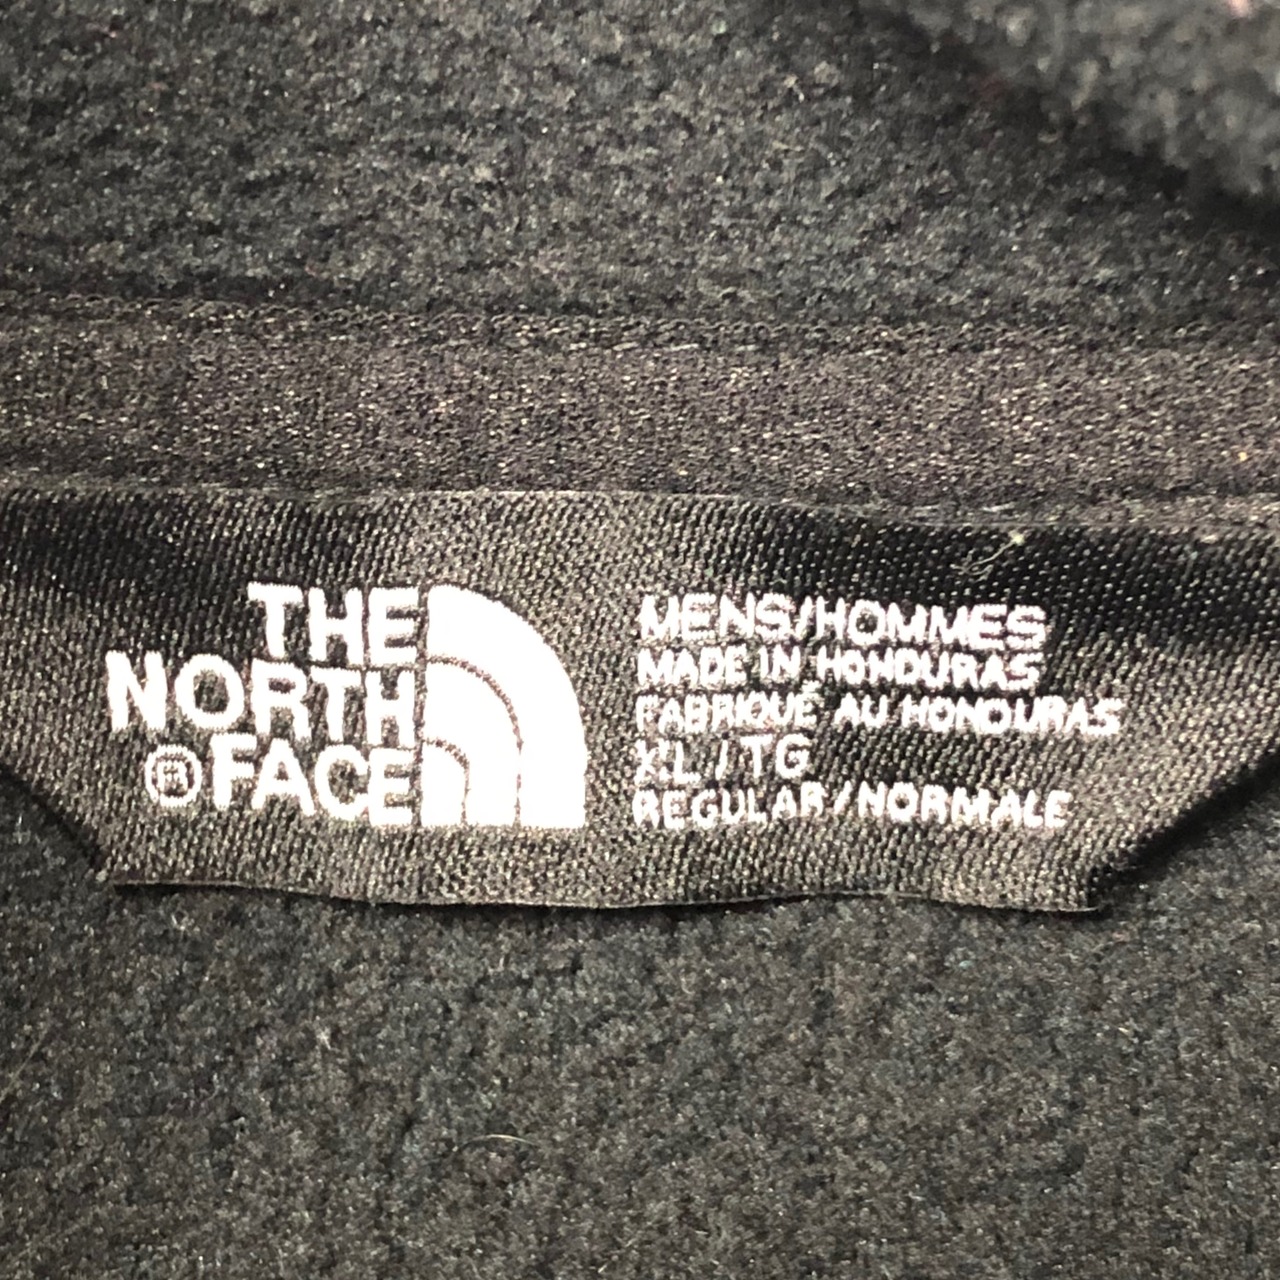 THE
NORTH
®FACE
MENS/HOMMES
MADE IN HONDURAS
FABRIQUÉ AU HONDURAS
XL / TG
REGULAR/NORMALE